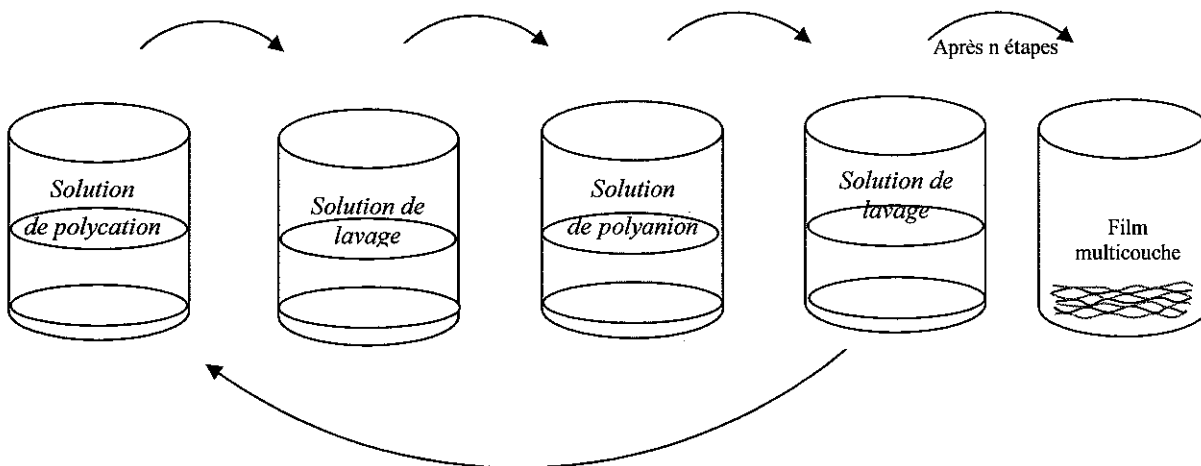 Après n étapes
Solution
de polycation
Solution de
lavage
Solution
de polyanion
Solution de
lavage
Film
multicouche